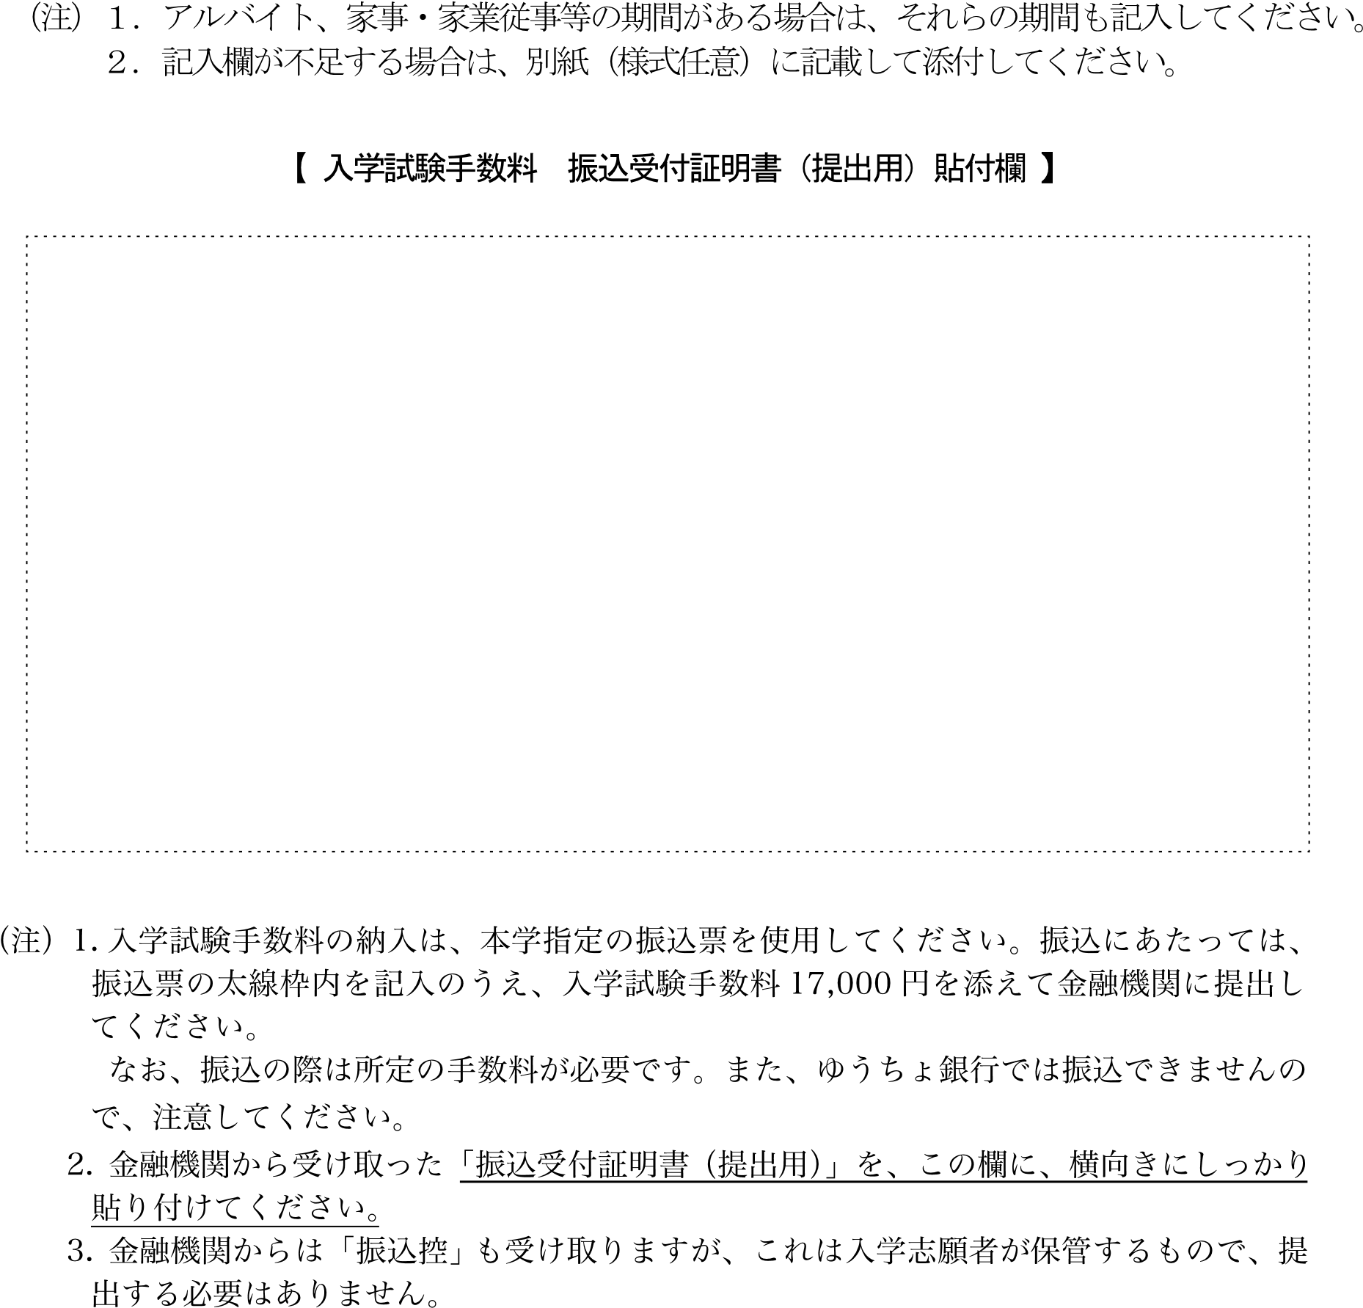 （注）１．アルバイト、家事・家業従事等の期間がある場合は、それらの期間も記入してください。
２．記入欄が不足する場合は、別紙（様式任意）に記載して添付してください。
【 入学試験手数料　振込受付証明書（提出用）貼付欄 】
（注）1. 入学試験手数料の納入は、本学指定の振込票を使用してください。振込にあたっては、
振込票の太線枠内を記入のうえ、入学試験手数料 17,000 円を添えて金融機関に提出し
てください。
なお、振込の際は所定の手数料が必要です。また、ゆうちょ銀行では振込できませんの
で、注意してください。
2. 金融機関から受け取った「振込受付証明書（提出用）」を、この欄に、横向きにしっかり
貼り付けてください。
3. 金融機関からは「振込控」も受け取りますが、これは入学志願者が保管するもので、提
出する必要はありません。